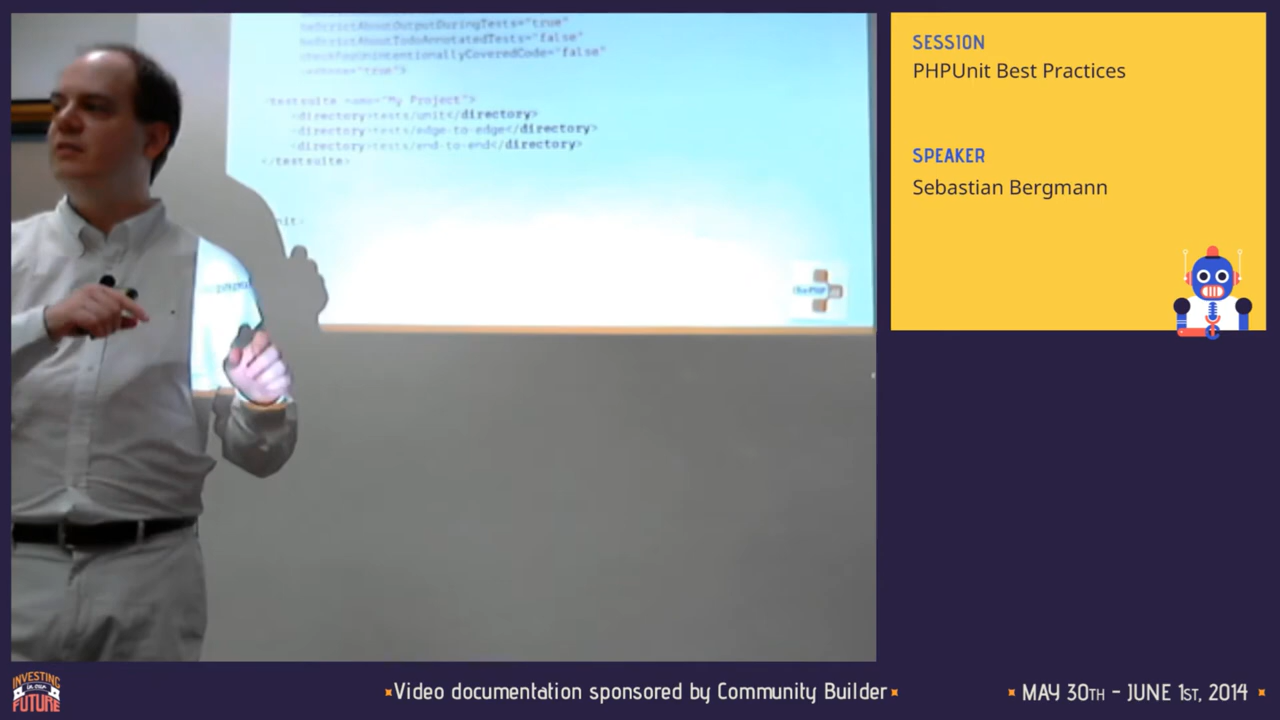 beStrictAboutOutputDuringTests="true"
beStrictAboutTodoAnnotatedTests="false"
checkForUnintentionallyCoveredCode="false"
verbose="true">
<testsuite name="My Project">
<directory>tests/unit</directory>
<directory>tests/edge-to-edge</directory>
<directory>tests/end-to-end</directory>
</testsuite>
SESSION
PHPUnit Best Practices
SPEAKER
Sebastian Bergmann
INVESTING
in our
FUTURE
Video documentation sponsored by Community Builder
MAY 30TH - JUNE 1ST, 2014